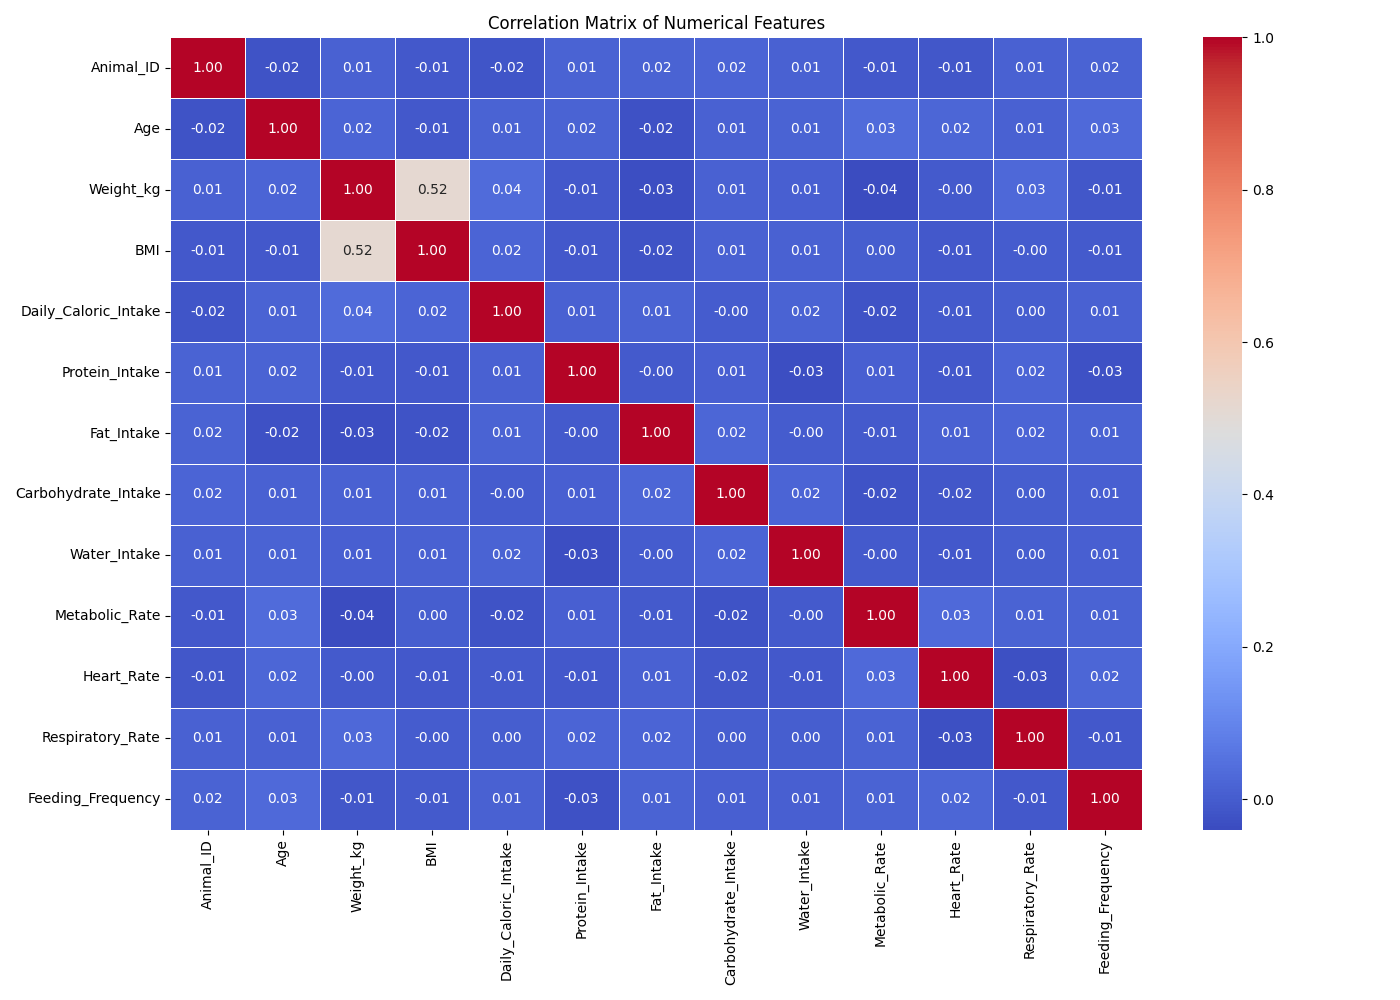 Correlation Matrix of Numerical Features
Animal_ID 1.00 -0.02 0.01 -0.01 -0.02 0.01 0.02 0.02 0.01 -0.01 -0.01 0.01 0.02
Age -0.02 1.00 0.02 -0.01 0.01 0.02 -0.02 0.01 0.01 0.03 0.02 0.01 0.03
Weight_kg 0.01 0.02 1.00 0.52 0.04 -0.01 -0.03 0.01 0.01 -0.04 -0.00 0.03 -0.01
BMI -0.01 -0.01 0.52 1.00 0.02 -0.01 -0.02 0.01 0.01 0.00 -0.01 -0.00 -0.01
Daily_Caloric_Intake -0.02 0.01 0.04 0.02 1.00 0.01 0.01 -0.00 0.02 -0.02 -0.01 0.00 0.01
Protein_Intake 0.01 0.02 -0.01 -0.01 0.01 1.00 -0.00 0.01 -0.03 0.01 -0.01 0.02 -0.03
Fat_Intake 0.02 -0.02 -0.03 -0.02 0.01 -0.00 1.00 0.02 -0.00 -0.01 0.01 0.02 0.01
Carbohydrate_Intake 0.02 0.01 0.01 0.01 -0.00 0.01 0.02 1.00 0.02 -0.02 -0.02 0.00 0.01
Water_Intake 0.01 0.01 0.01 0.01 0.02 -0.03 -0.00 0.02 1.00 -0.00 -0.01 0.00 0.01
Metabolic_Rate -0.01 0.03 -0.04 0.00 -0.02 0.01 -0.01 -0.02 -0.00 1.00 0.03 0.01 0.01
Heart_Rate -0.01 0.02 -0.00 -0.01 -0.01 -0.01 0.01 -0.02 -0.01 0.03 1.00 -0.03 0.02
Respiratory_Rate 0.01 0.01 0.03 -0.00 0.00 0.02 0.02 0.00 0.00 0.01 -0.03 1.00 -0.01
Feeding_Frequency 0.02 0.03 -0.01 -0.01 0.01 -0.03 0.01 0.01 0.01 0.01 0.02 -0.01 1.00
Animal_ID
Age
Weight_kg
BMI
Daily_Caloric_Intake
Protein_Intake
Fat_Intake
Carbohydrate_Intake
Water_Intake
Metabolic_Rate
Heart_Rate
Respiratory_Rate
Feeding_Frequency
1.0
0.8
0.6
0.4
0.2
0.0